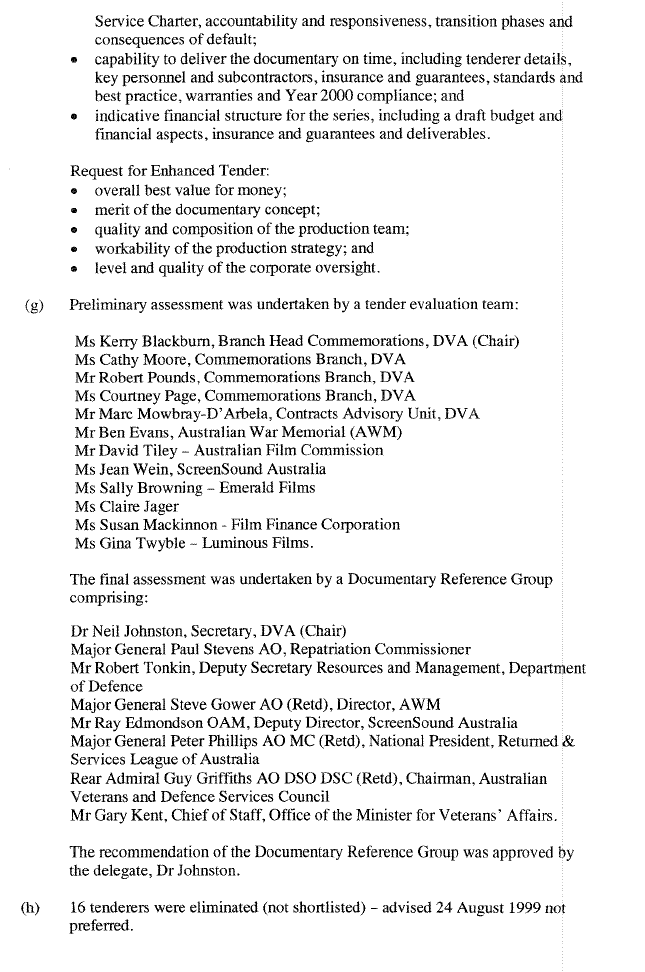 Service Charter, accountability and responsiveness, transition phases and
consequences of default;
• capability to deliver the documentary on time, including tenderer details,
key personnel and subcontractors, insurance and guarantees, standards and
best practice, warranties and Year 2000 compliance; and
• indicative financial structure for the series, including a draft budget and
financial aspects, insurance and guarantees and deliverables.
Request for Enhanced Tender:
• overall best value for money;
• merit of the documentary concept;
• quality and composition of the production team;
• workability of the production strategy; and
• level and quality of the corporate oversight.
(g) Preliminary assessment was undertaken by a tender evaluation team:
Ms Kerry Blackburn, Branch Head Commemorations, DVA (Chair)
Ms Cathy Moore, Commemorations Branch, DVA
Mr Robert Pounds, Commemorations Branch, DVA
Ms Courtney Page, Commemorations Branch, DVA
Mr Marc Mowbray-D'Arbela, Contracts Advisory Unit, DVA
Mr Ben Evans, Australian War Memorial (AWM)
Mr David Tiley – Australian Film Commission
Ms Jean Wein, ScreenSound Australia
Ms Sally Browning – Emerald Films
Ms Claire Jager
Ms Susan Mackinnon - Film Finance Corporation
Ms Gina Twyble – Luminous Films.
The final assessment was undertaken by a Documentary Reference Group
comprising:
Dr Neil Johnston, Secretary, DVA (Chair)
Major General Paul Stevens AO, Repatriation Commissioner
Mr Robert Tonkin, Deputy Secretary Resources and Management, Department
of Defence
Major General Steve Gower AO (Retd), Director, AWM
Mr Ray Edmondson OAM, Deputy Director, ScreenSound Australia
Major General Peter Phillips AO MC (Retd), National President, Returned &
Services League of Australia
Rear Admiral Guy Griffiths AO DSO DSC (Retd), Chairman, Australian
Veterans and Defence Services Council
Mr Gary Kent, Chief of Staff, Office of the Minister for Veterans' Affairs.
The recommendation of the Documentary Reference Group was approved by
the delegate, Dr Johnston.
(h) 16 tenderers were eliminated (not shortlisted) – advised 24 August 1999 not
preferred.